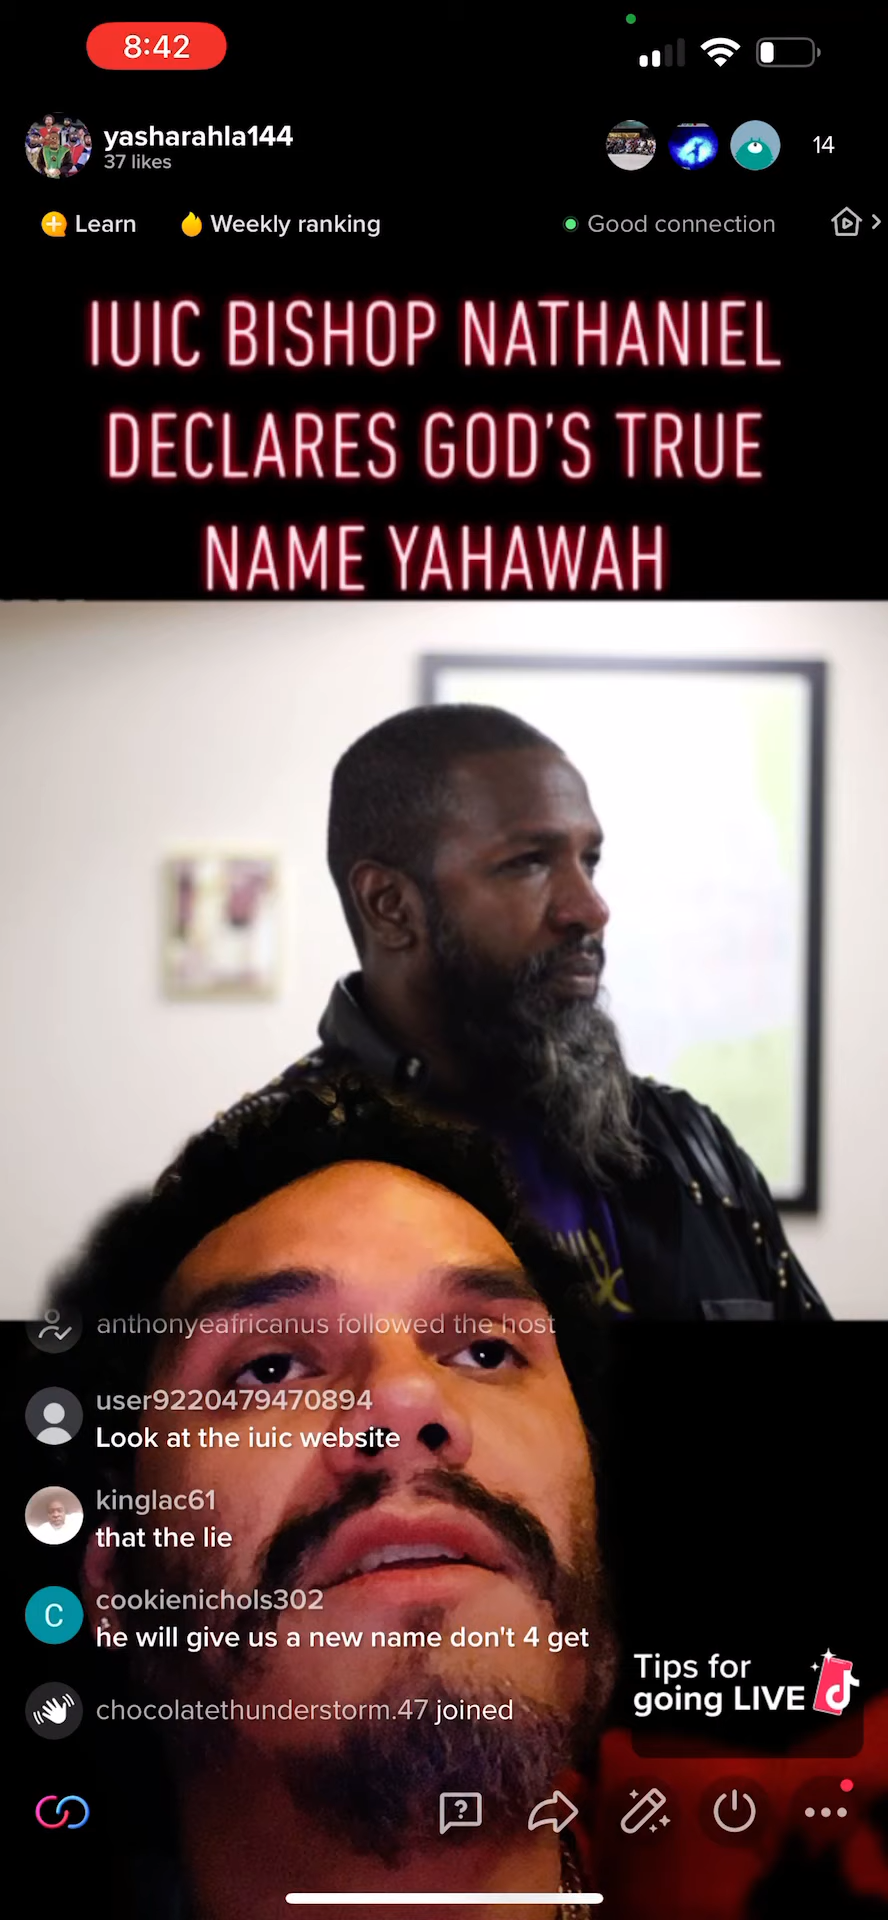 8:42
yasharahla144
37 likes
14
Learn
Weekly ranking
Good connection
IUIC BISHOP NATHANIEL
DECLARES GOD'S TRUE
NAME YAHAWAH
anthonyeafricanus followed the host
user9220479470894
Look at the iuic website
kinglac61
that the lie
C
cookienichols302
he will give us a new name don't 4 get
chocolatethunderstorm.47 joined
Tips for
going LIVE